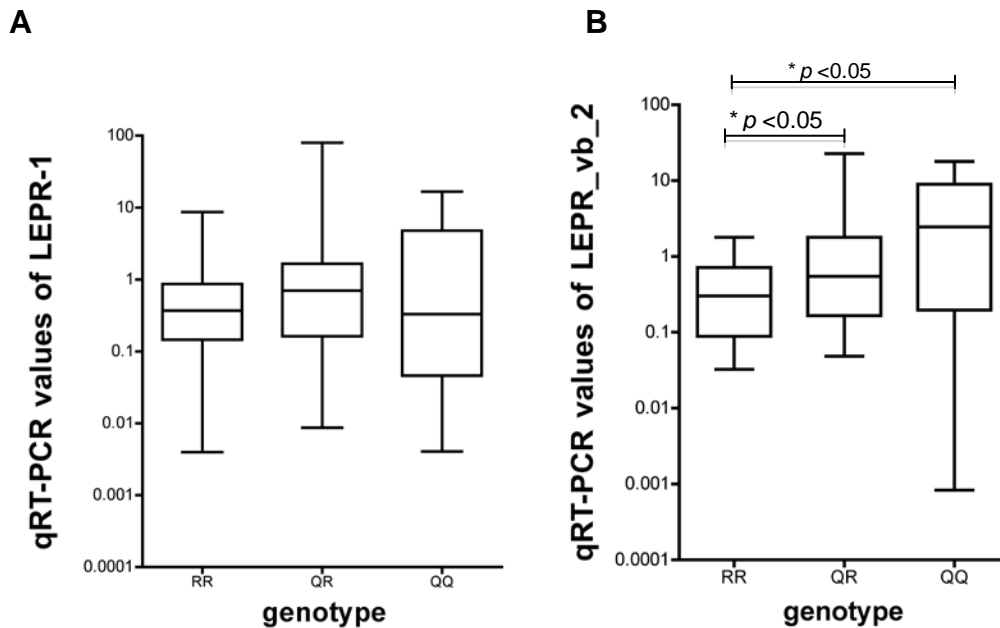 A
qRT-PCR values of LEPR-1
100
10
1
0.1
0.01
0.001
0.0001
RR QR QQ
genotype
B
* p <0.05
* p <0.05
qRT-PCR values of LEPR_vb_2
100
10
1
0.1
0.01
0.001
0.0001
RR QR QQ
genotype